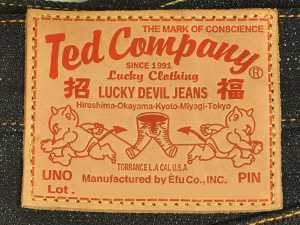 THE MARK OF CONSCIENCE
Ted Company®
SINCE 1991
Lucky Clothing
招 LUCKY DEVIL JEANS 福
Hiroshima-Okayama-Kyoto-Miyagi-Tokyo
TORRANCE L.A CAL U.S.A
UNO Manufactured by Efu Co., INC. PIN
Lot .